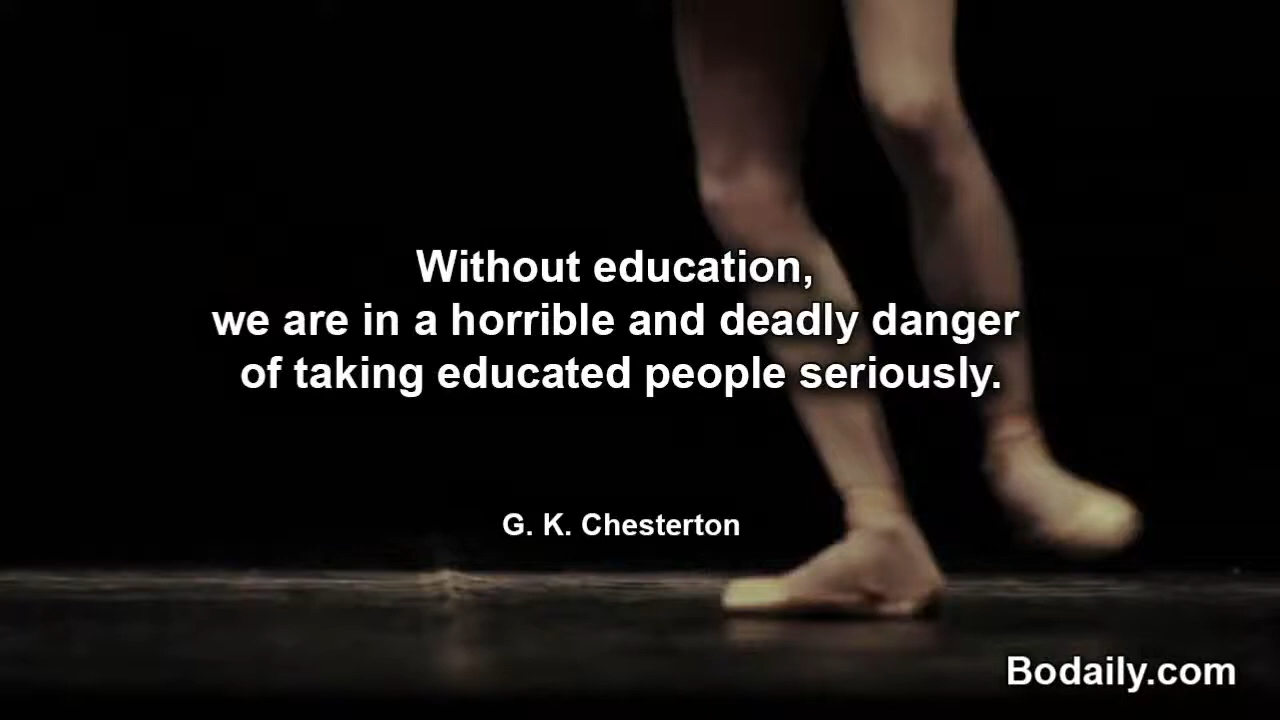 Without education,
we are in a horrible and deadly danger
of taking educated people seriously.
G. K. Chesterton
Bodaily.com